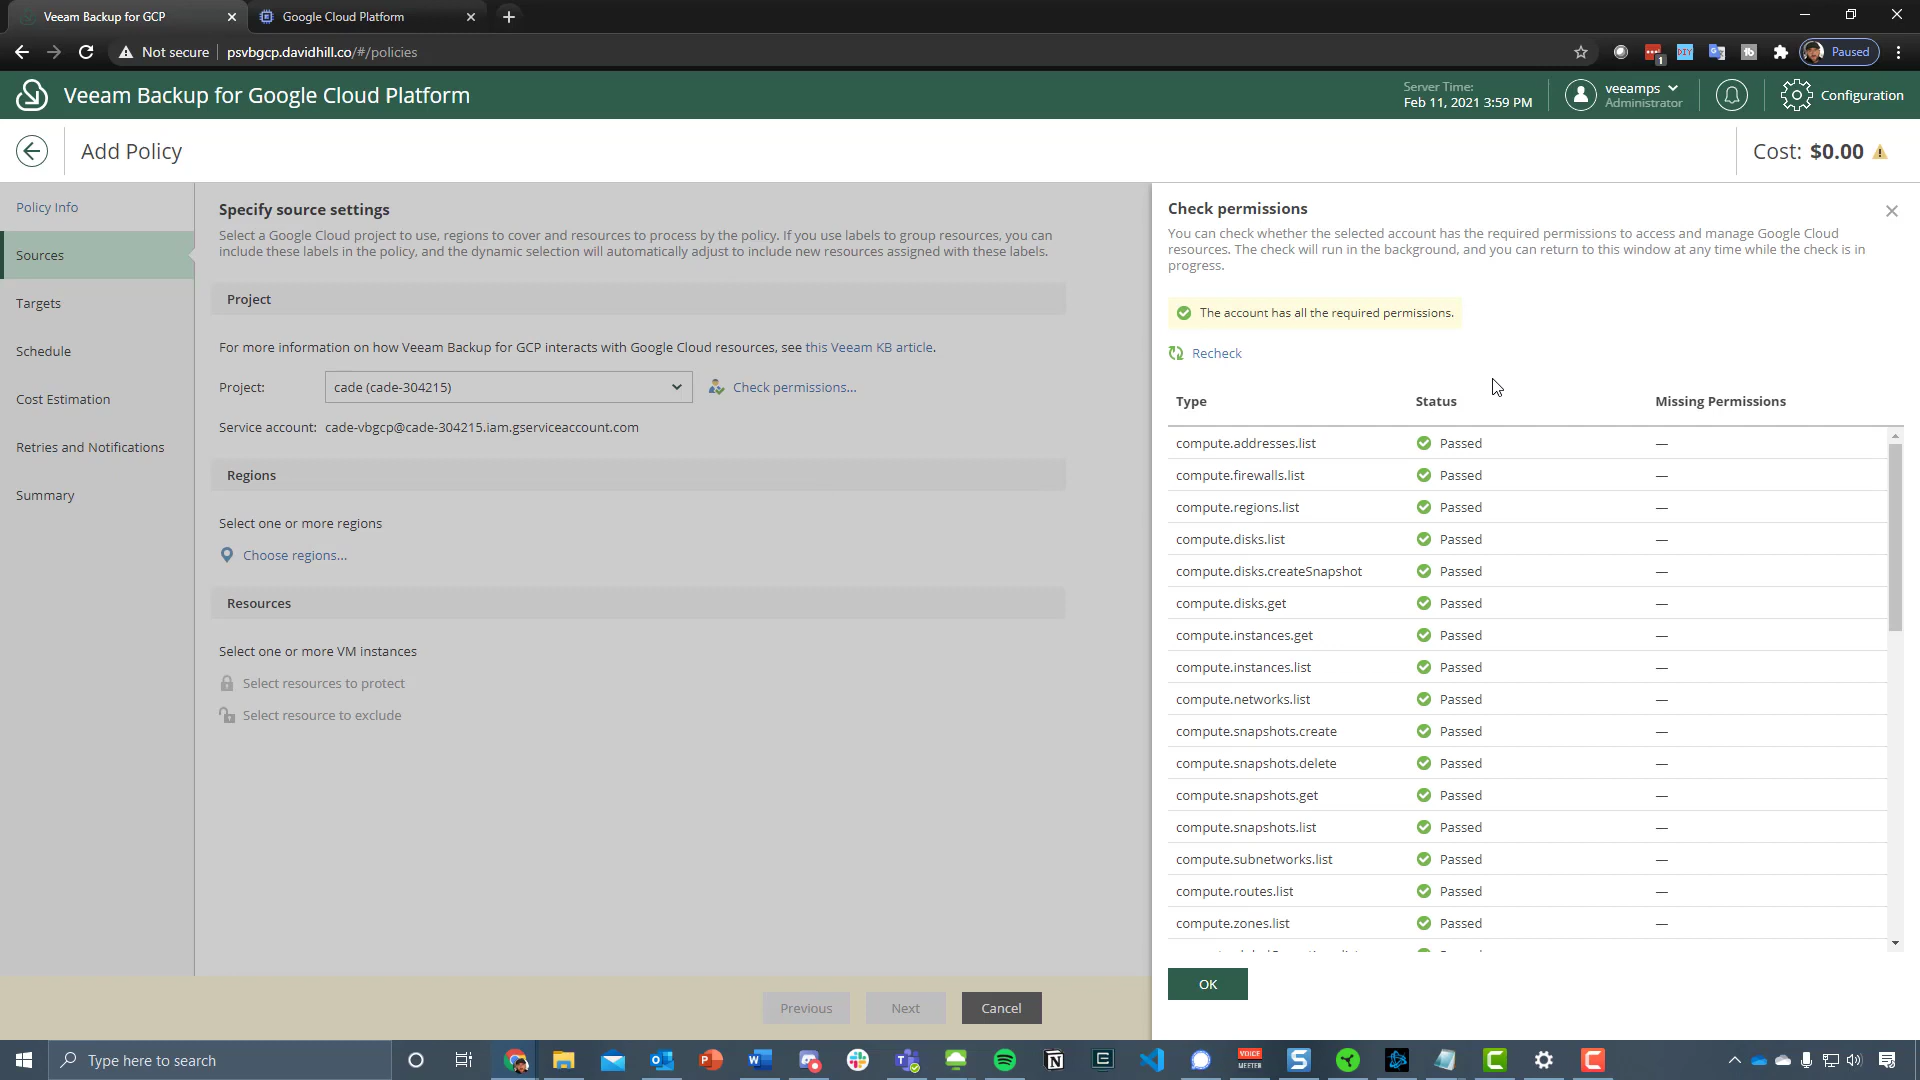 Veeam Backup for GCP
Google Cloud Platform
Not secure
psvbgcp.davidhill.co/#/policies
1
DIY
Paused
Veeam Backup for Google Cloud Platform
Server Time:
Feb 11, 2021 3:59 PM
veeamps
Administrator
Configuration
Add Policy
Cost: $0.00
Policy Info
Sources
Targets
Schedule
Cost Estimation
Retries and Notifications
Summary
Specify source settings
Select a Google Cloud project to use, regions to cover and resources to process by the policy. If you use labels to group resources, you can
include these labels in the policy, and the dynamic selection will automatically adjust to include new resources assigned with these labels.
Project
For more information on how Veeam Backup for GCP interacts with Google Cloud resources, see this Veeam KB article.
Project:
cade (cade-304215)
Check permissions...
Service account: cade-vbgcp@cade-304215.iam.gserviceaccount.com
Regions
Select one or more regions
Choose regions...
Resources
Select one or more VM instances
Select resources to protect
Select resource to exclude
Previous
Next
Cancel
Check permissions
You can check whether the selected account has the required permissions to access and manage Google Cloud
resources. The check will run in the background, and you can return to this window at any time while the check is in
progress.
The account has all the required permissions.
Recheck
Type Status Missing Permissions
compute.addresses.list Passed —
compute.firewalls.list Passed —
compute.regions.list Passed —
compute.disks.list Passed —
compute.disks.createSnapshot Passed —
compute.disks.get Passed —
compute.instances.get Passed —
compute.instances.list Passed —
compute.networks.list Passed —
compute.snapshots.create Passed —
compute.snapshots.delete Passed —
compute.snapshots.get Passed —
compute.snapshots.list Passed —
compute.subnetworks.list Passed —
compute.routes.list Passed —
compute.zones.list Passed —
OK
Type here to search
VOICE
MEETER